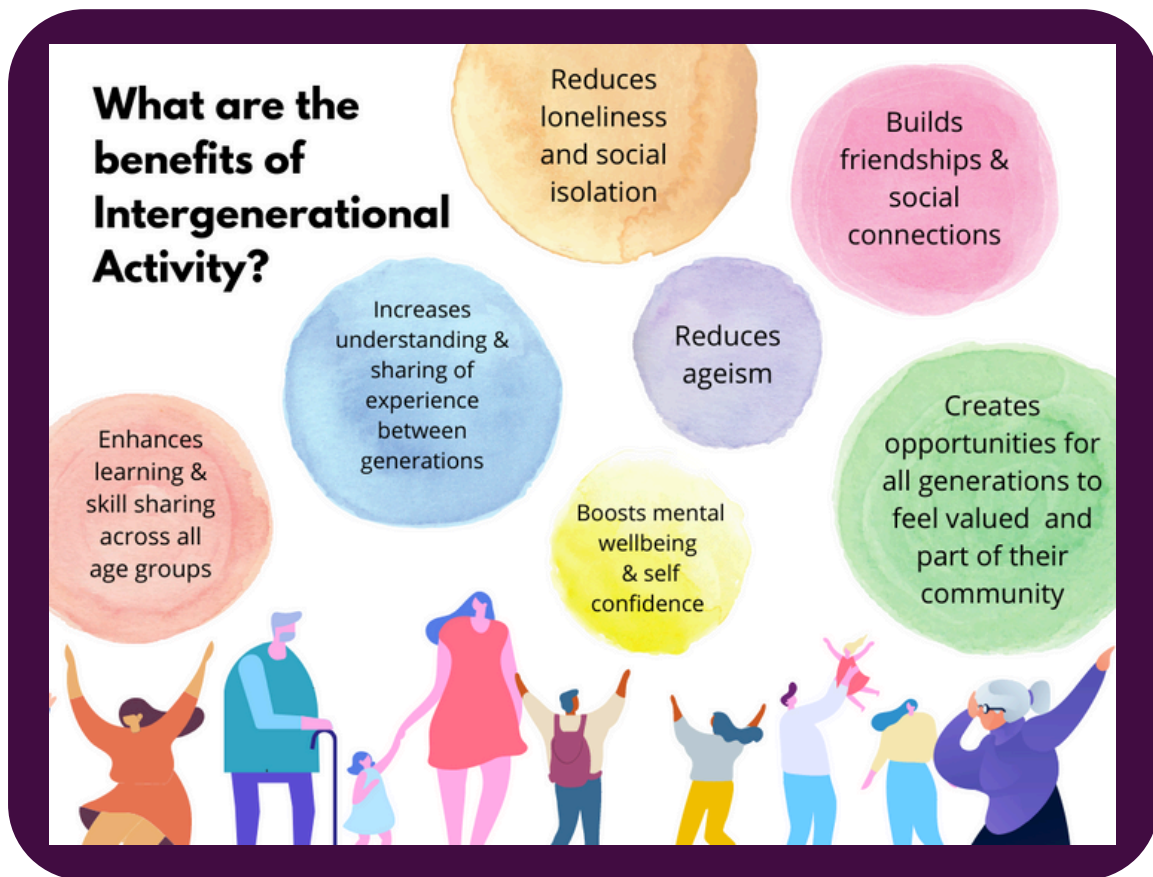 What are the
benefits of
Intergenerational
Activity?
Reduces
loneliness
and social
isolation
Builds
friendships &
social
connections
Increases
understanding &
sharing of
experience
between
generations
Reduces
ageism
Enhances
learning &
skill sharing
across all
age groups
Boosts mental
wellbeing
& self
confidence
Creates
opportunities for
all generations to
feel valued and
part of their
community